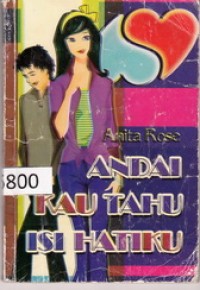 Anita Rose
ANDAI
KAU TAHU
ISI HATIKU
800